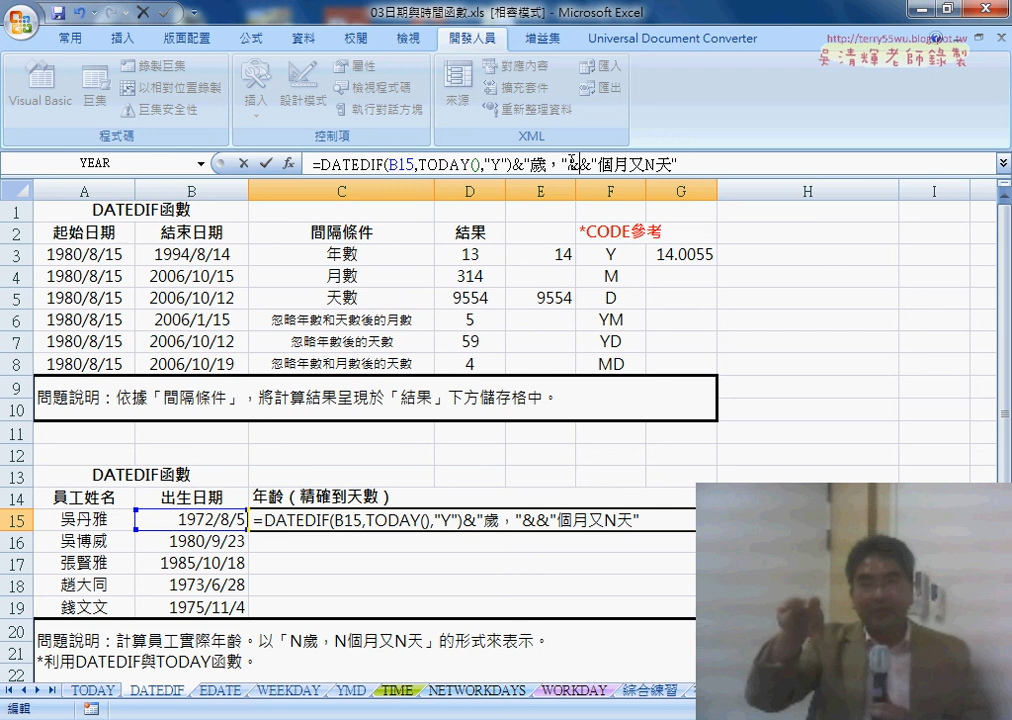 03日期與時間函數.xls [相容模式] - Microsoft Excel
常用 插入 版面配置 公式 資料 校閱 檢視 開發人員 增益集 Universal Document Converter
http://terry55wu.blogspot.tw
吳清輝老師錄製
Visual Basic 巨集 錄製巨集 以相對位置錄製 巨集安全性 程式碼
插入 設計模式 屬性 檢視程式碼 執行對話方塊 控制項
來源 對應內容 擴充套件 重新整理資料 匯入 匯出 XML
YEAR =DATEDIF(B15,TODAY(),"Y")&"歲，"&&"個月又N天"
A B C D E F G H I
1 DATEDIF函數
2 起始日期 結束日期 間隔條件 結果 *CODE參考
3 1980/8/15 1994/8/14 年數 13 14 Y 14.0055
4 1980/8/15 2006/10/15 月數 314 M
5 1980/8/15 2006/10/12 天數 9554 9554 D
6 1980/8/15 2006/1/15 忽略年數和天數後的月數 5 YM
7 1980/8/15 2006/10/12 忽略年數後的天數 59 YD
8 1980/8/15 2006/10/19 忽略年數和月數後的天數 4 MD
9
問題說明：依據「間隔條件」，將計算結果呈現於「結果」下方儲存格中。
10
11
12
13 DATEDIF函數
14 員工姓名 出生日期 年齡（精確到天數）
15 吳丹雅 1972/8/5 =DATEDIF(B15,TODAY(),"Y")&"歲，"&&"個月又N天"
16 吳博威 1980/9/23
17 張賢雅 1985/10/18
18 趙大同 1973/6/28
19 錢文文 1975/11/4
20 問題說明：計算員工實際年齡。以「N歲，N個月又N天」的形式來表示。
21 *利用DATEDIF與TODAY函數。
22
TODAY DATEDIF EDATE WEEKDAY YMD TIME NETWORKDAYS WORKDAY 綜合練習
編輯